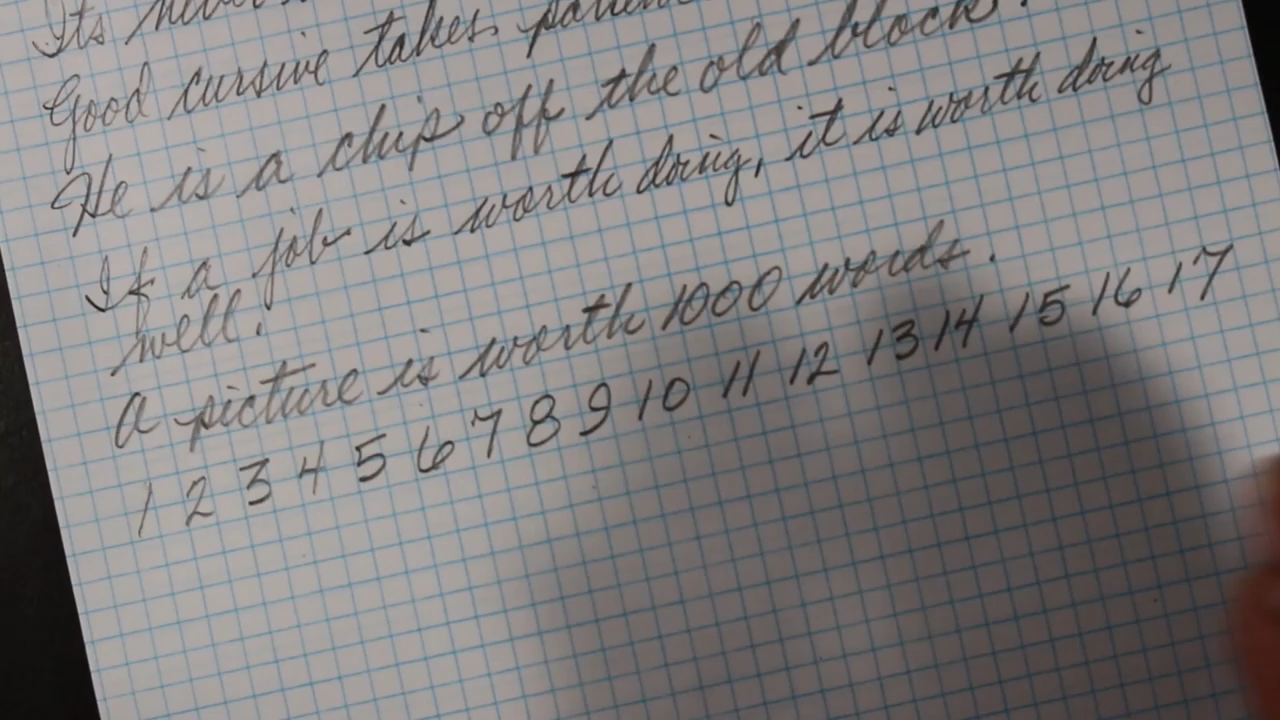 Its never
Good cursive takes
He is a chip off the old block.
If a job is worth doing, it is worth doing
well.
A picture is worth 1000 words.
1 2 3 4 5 6 7 8 9 10 11 12 13 14 15 16 17